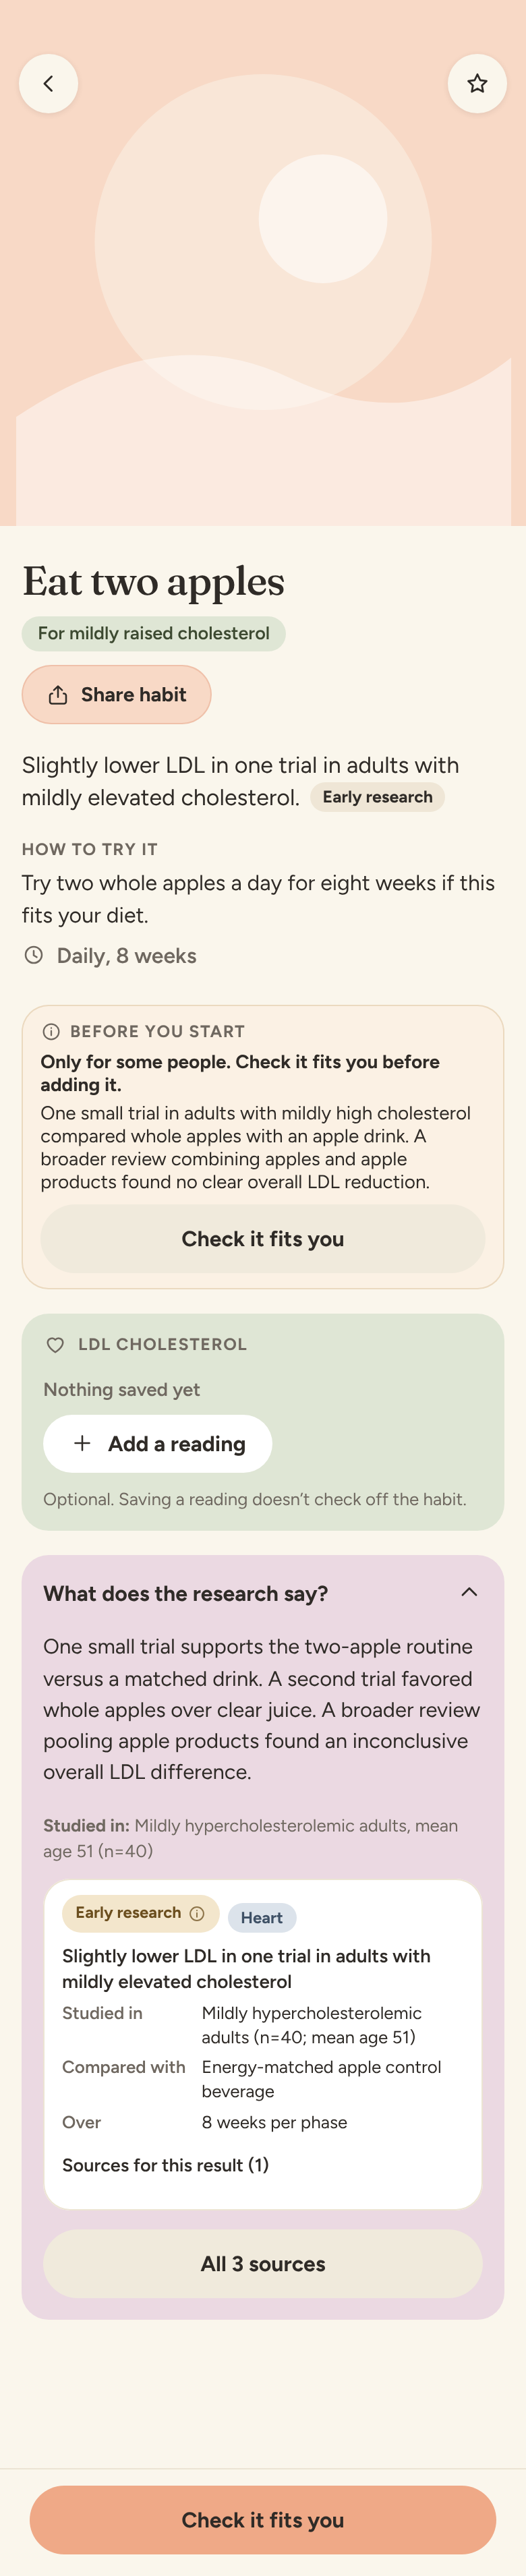 Eat two apples
For mildly raised cholesterol
Share habit
Slightly lower LDL in one trial in adults with
mildly elevated cholesterol. Early research
HOW TO TRY IT
Try two whole apples a day for eight weeks if this
fits your diet.
Daily, 8 weeks
BEFORE YOU START
Only for some people. Check it fits you before
adding it.
One small trial in adults with mildly high cholesterol
compared whole apples with an apple drink. A
broader review combining apples and apple
products found no clear overall LDL reduction.
Check it fits you
LDL CHOLESTEROL
Nothing saved yet
Add a reading
Optional. Saving a reading doesn’t check off the habit.
What does the research say?
One small trial supports the two-apple routine
versus a matched drink. A second trial favored
whole apples over clear juice. A broader review
pooling apple products found an inconclusive
overall LDL difference.
Studied in: Mildly hypercholesterolemic adults, mean
age 51 (n=40)
Early research Heart
Slightly lower LDL in one trial in adults with
mildly elevated cholesterol
Studied in Mildly hypercholesterolemic
adults (n=40; mean age 51)
Compared with Energy-matched apple control
beverage
Over 8 weeks per phase
Sources for this result (1)
All 3 sources
Check it fits you